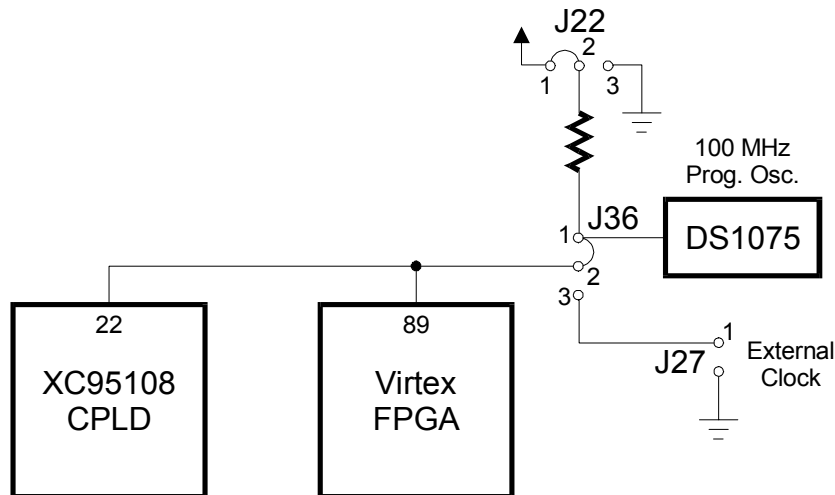 J22
2
1
3
100 MHz
Prog. Osc.
1
J36
DS1075
2
3
22
89
1
External
J27
Clock
XC95108
CPLD
Virtex
FPGA